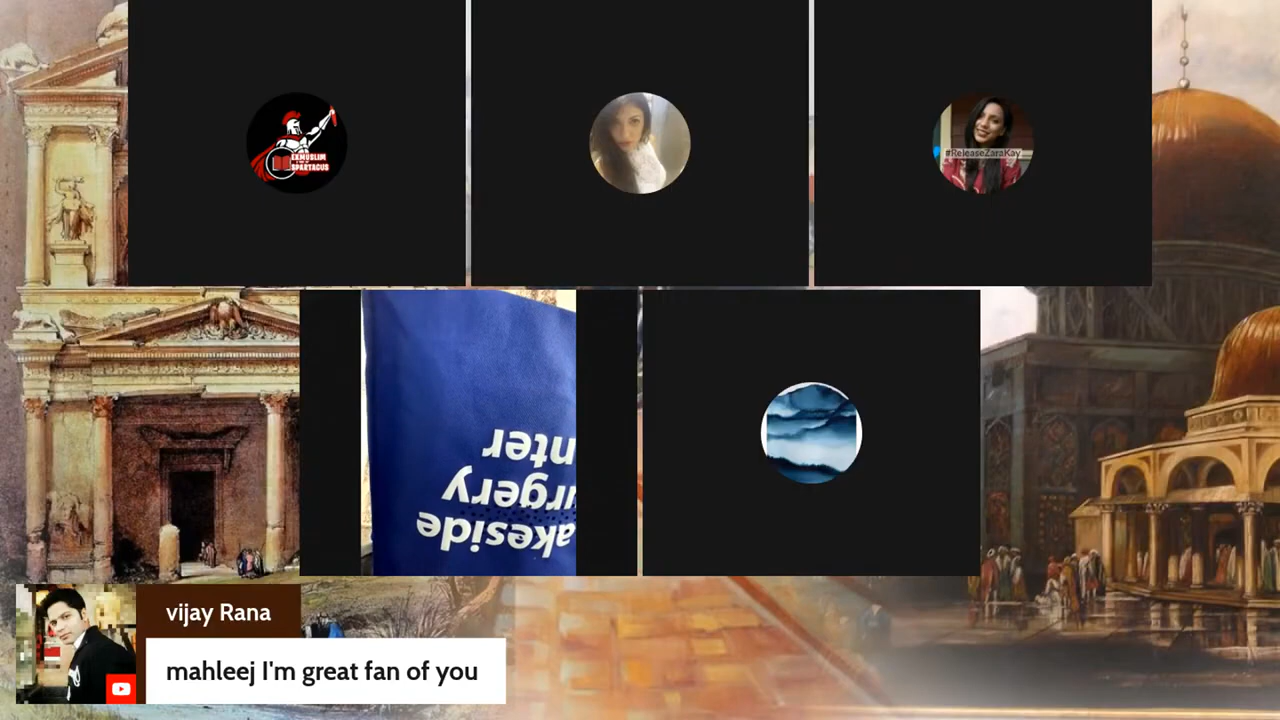 EXMUSLIM
SPARTACUS
#ReleaseZaraKay
nter
urgery
akeside
vijay Rana
mahleej I'm great fan of you